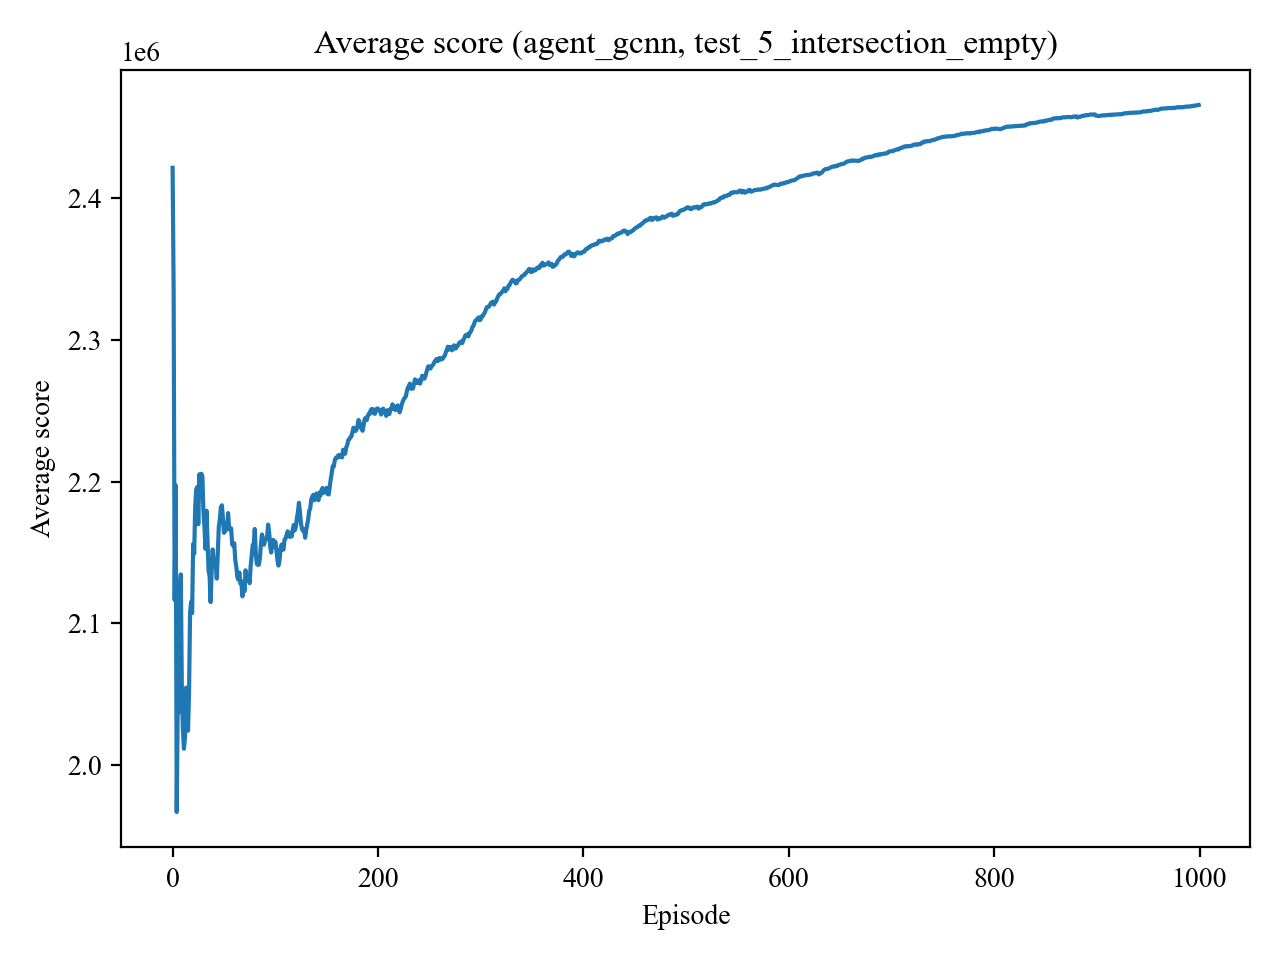 Average score (agent_gcnn, test_5_intersection_empty)
1e6
2.4
2.3
2.2
2.1
2.0
Average score
0 200 400 600 800 1000
Episode